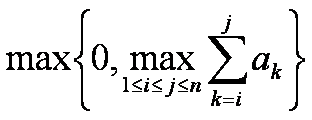 max{0, max_{1≤i≤j≤n} ∑_{k=i}^{j} a_k}